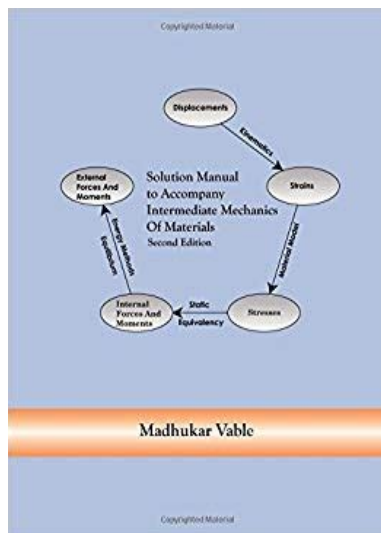 Copyrighted Material
Displacements
Kinematics
External
Forces And
Moments
Solution Manual
to Accompany
Intermediate Mechanics
Of Materials
Second Edition
Strains
Energy Methods
Equilibrium
Material Models
Internal
Forces And
Moments
Static
Equivalency
Stresses
Madhukar Vable
Copyrighted Material